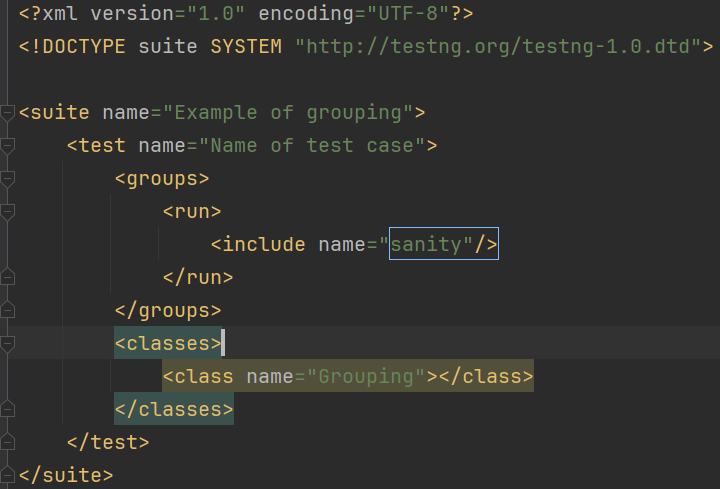 <?xml version="1.0" encoding="UTF-8"?>
<!DOCTYPE suite SYSTEM "http://testng.org/testng-1.0.dtd">
<suite name="Example of grouping">
<test name="Name of test case">
<groups>
<run>
<include name="sanity"/>
</run>
</groups>
<classes>
<class name="Grouping"></class>
</classes>
</test>
</suite>